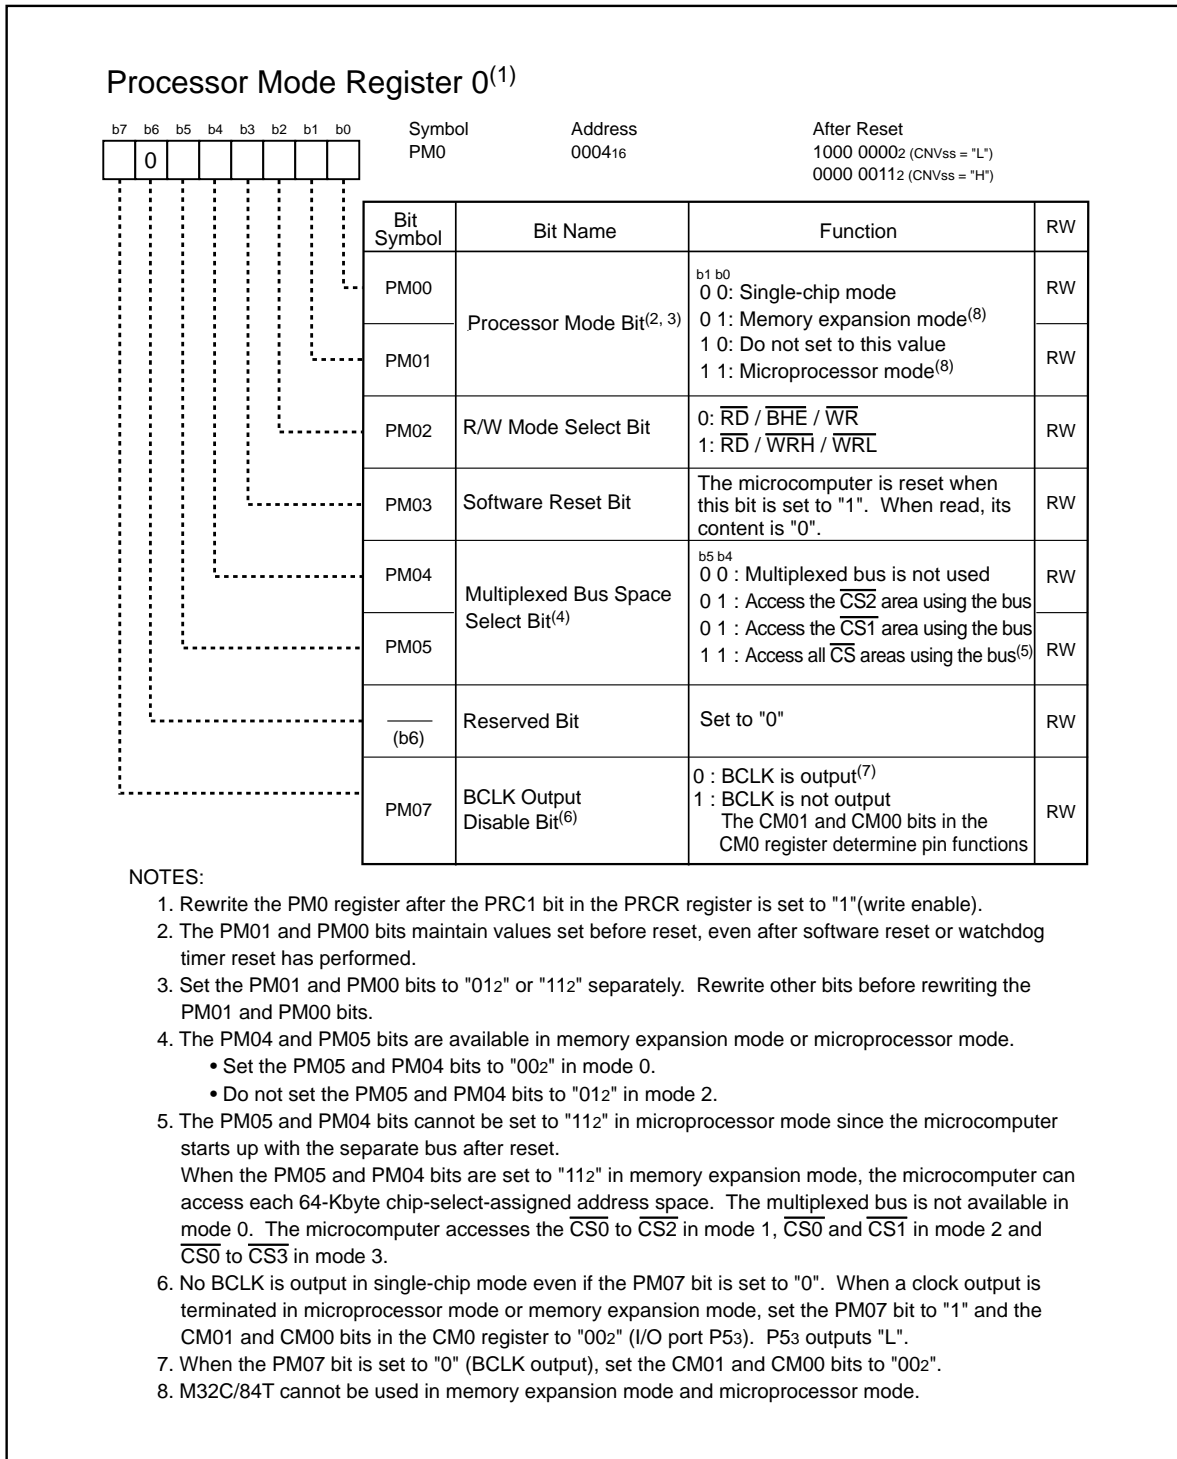 Processor Mode Register 0(1)
b7 b6 b5 b4 b3 b2 b1 b0
0
Symbol Address After Reset
PM0 000416 1000 00002 (CNVss = "L")
0000 00112 (CNVss = "H")
Bit Symbol Bit Name Function RW
PM00 RW
PM01 RW
Processor Mode Bit(2, 3)
b1 b0
0 0: Single-chip mode
0 1: Memory expansion mode(8)
1 0: Do not set to this value
1 1: Microprocessor mode(8)
PM02 R/W Mode Select Bit RW
0: R̅D̅ / B̅H̅E̅ / W̅R̅
1: R̅D̅ / W̅R̅H̅ / W̅R̅L̅
PM03 Software Reset Bit RW
The microcomputer is reset when
this bit is set to "1". When read, its
content is "0".
PM04 RW
PM05 RW
Multiplexed Bus Space
Select Bit(4)
b5 b4
0 0 : Multiplexed bus is not used
0 1 : Access the C̅S̅2̅ area using the bus
0 1 : Access the C̅S̅1̅ area using the bus
1 1 : Access all C̅S̅ areas using the bus(5)
(b6) Reserved Bit Set to "0" RW
PM07 RW
BCLK Output
Disable Bit(6)
0 : BCLK is output(7)
1 : BCLK is not output
The CM01 and CM00 bits in the
CM0 register determine pin functions
NOTES:
1. Rewrite the PM0 register after the PRC1 bit in the PRCR register is set to "1"(write enable).
2. The PM01 and PM00 bits maintain values set before reset, even after software reset or watchdog
timer reset has performed.
3. Set the PM01 and PM00 bits to "012" or "112" separately. Rewrite other bits before rewriting the
PM01 and PM00 bits.
4. The PM04 and PM05 bits are available in memory expansion mode or microprocessor mode.
• Set the PM05 and PM04 bits to "002" in mode 0.
• Do not set the PM05 and PM04 bits to "012" in mode 2.
5. The PM05 and PM04 bits cannot be set to "112" in microprocessor mode since the microcomputer
starts up with the separate bus after reset.
When the PM05 and PM04 bits are set to "112" in memory expansion mode, the microcomputer can
access each 64-Kbyte chip-select-assigned address space. The multiplexed bus is not available in
mode 0. The microcomputer accesses the C̅S̅0̅ to C̅S̅2̅ in mode 1, C̅S̅0̅ and C̅S̅1̅ in mode 2 and
C̅S̅0̅ to C̅S̅3̅ in mode 3.
6. No BCLK is output in single-chip mode even if the PM07 bit is set to "0". When a clock output is
terminated in microprocessor mode or memory expansion mode, set the PM07 bit to "1" and the
CM01 and CM00 bits in the CM0 register to "002" (I/O port P53). P53 outputs "L".
7. When the PM07 bit is set to "0" (BCLK output), set the CM01 and CM00 bits to "002".
8. M32C/84T cannot be used in memory expansion mode and microprocessor mode.